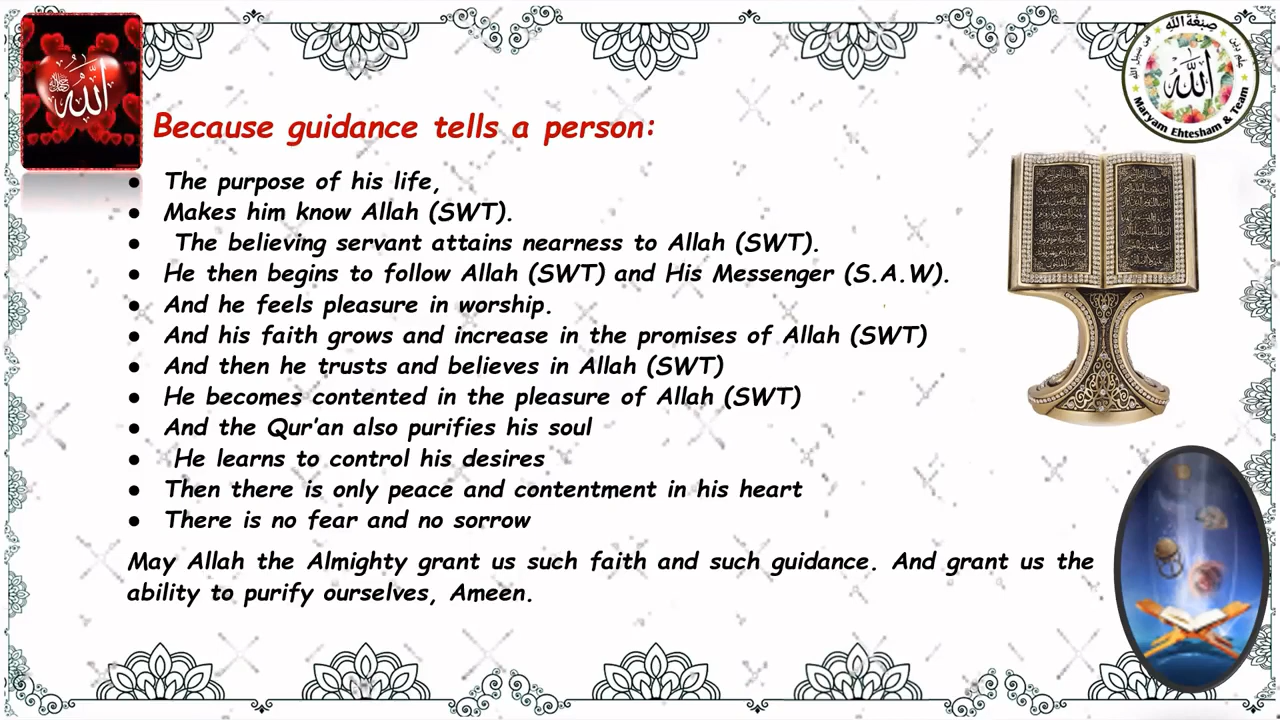 الله
صِبْغَةَ اللهِ
الله
Maryam Ehtesham & Team
Because guidance tells a person:
● The purpose of his life,
● Makes him know Allah (SWT).
● The believing servant attains nearness to Allah (SWT).
● He then begins to follow Allah (SWT) and His Messenger (S.A.W).
● And he feels pleasure in worship.
● And his faith grows and increase in the promises of Allah (SWT)
● And then he trusts and believes in Allah (SWT)
● He becomes contented in the pleasure of Allah (SWT)
● And the Qur'an also purifies his soul
● He learns to control his desires
● Then there is only peace and contentment in his heart
● There is no fear and no sorrow
May Allah the Almighty grant us such faith and such guidance. And grant us the
ability to purify ourselves, Ameen.